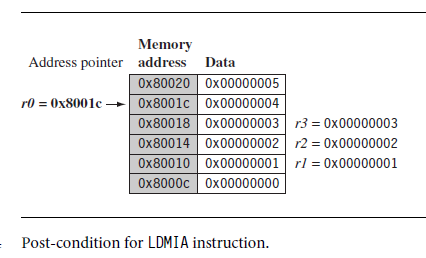 Memory
Address pointer address Data
0x80020 0x00000005
r0 = 0x8001c 0x8001c 0x00000004
0x80018 0x00000003 r3 = 0x00000003
0x80014 0x00000002 r2 = 0x00000002
0x80010 0x00000001 r1 = 0x00000001
0x8000c 0x00000000
Post-condition for LDMIA instruction.